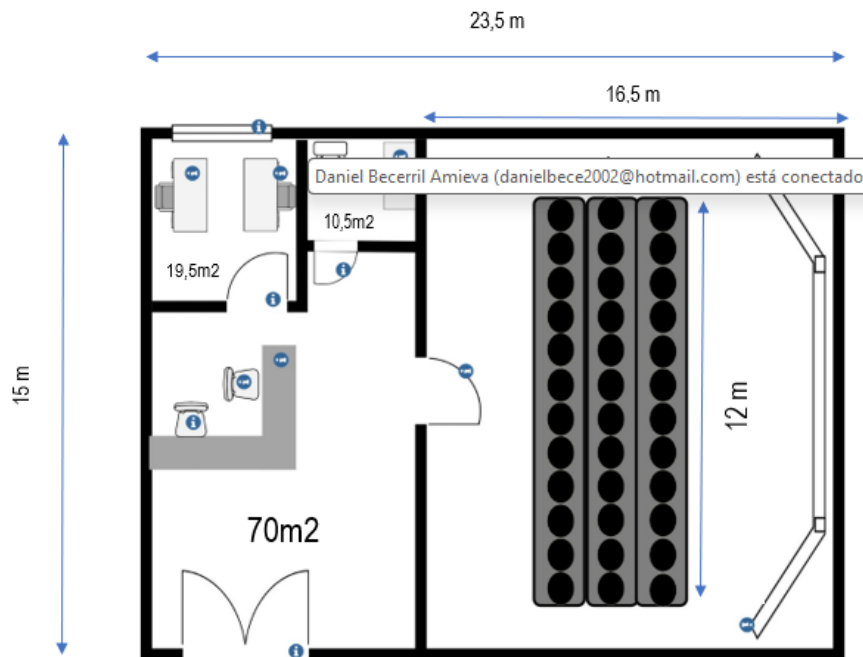 23,5 m
16,5 m
Daniel Becerril Amieva (danielbece2002@hotmail.com) está conectado
10,5m2
19,5m2
15 m
12 m
70m2